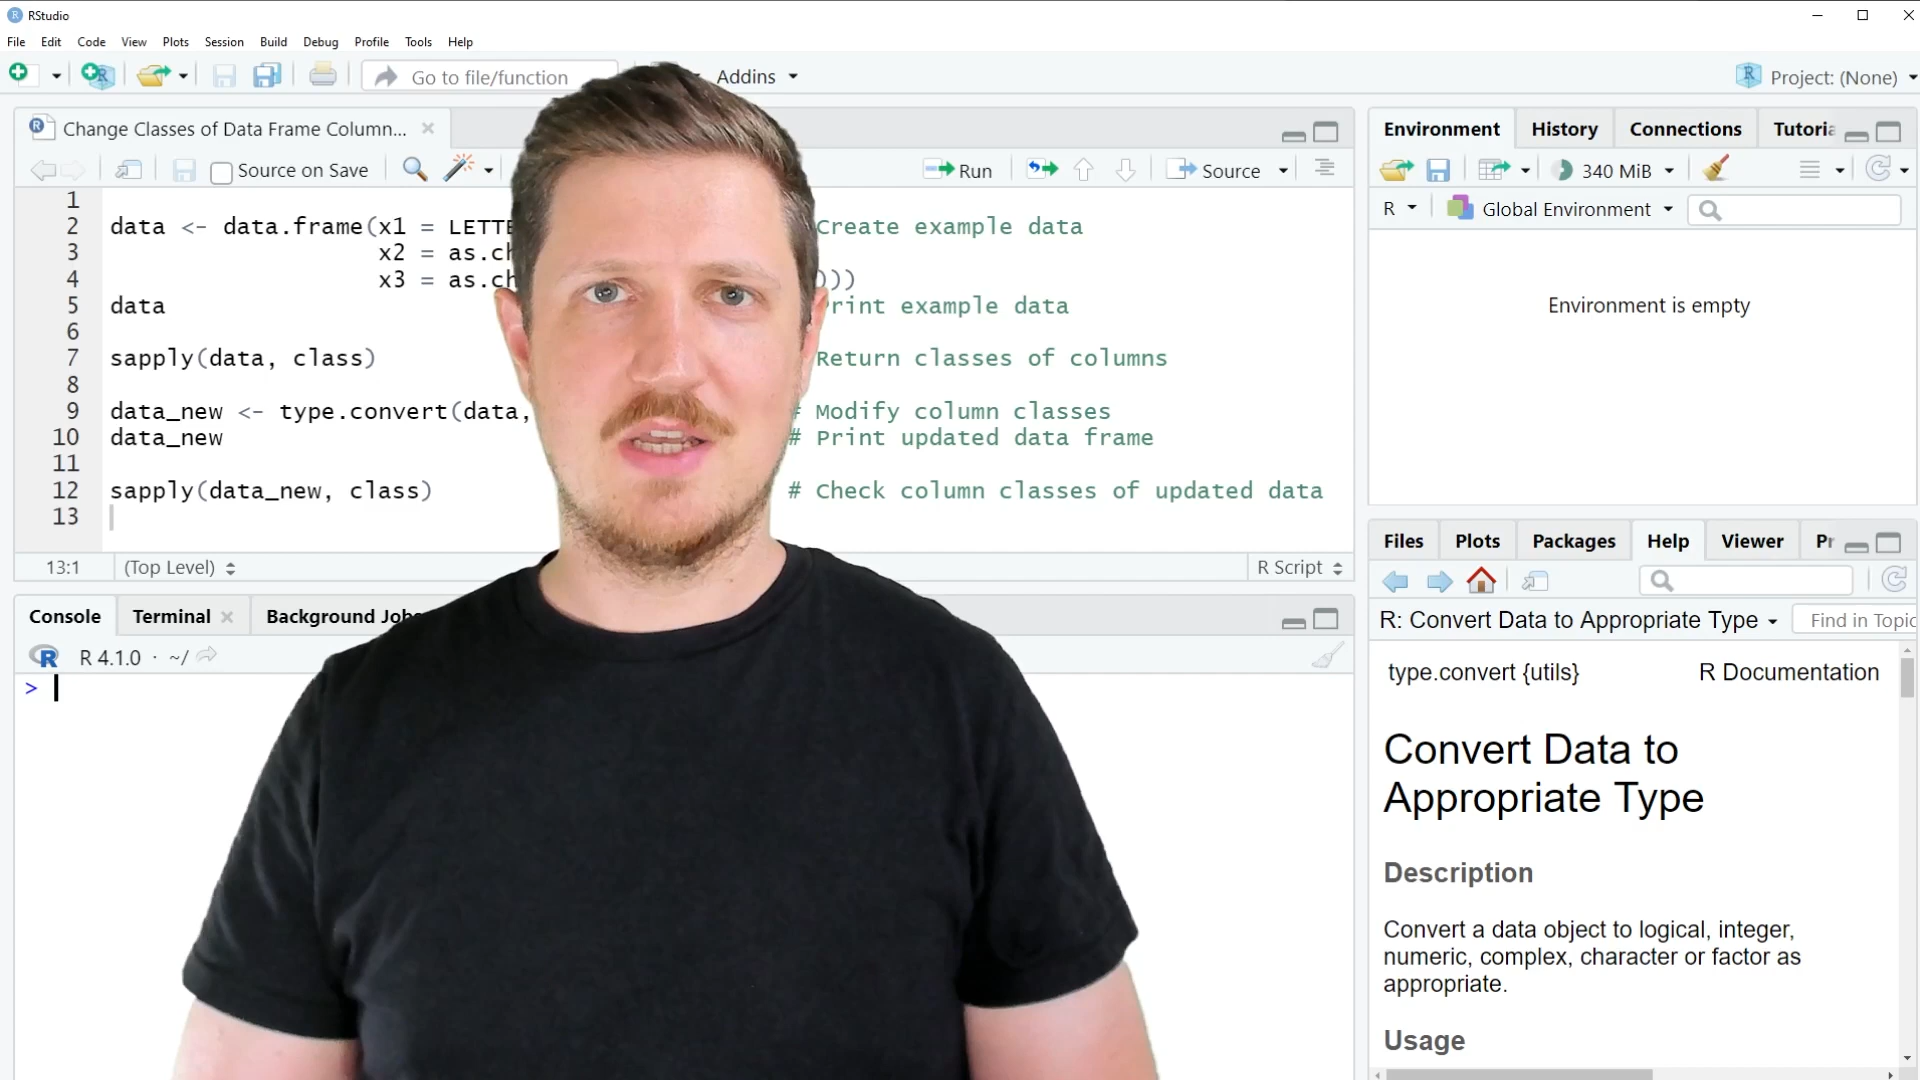 RStudio
File Edit Code View Plots Session Build Debug Profile Tools Help
Go to file/function Addins Project: (None)
Change Classes of Data Frame Column...
Source on Save Run Source
1
2 data <- data.frame(x1 = LETTE Create example data
3 x2 = as.ch
4 x3 = as.ch )))
5 data Print example data
6
7 sapply(data, class) Return classes of columns
8
9 data_new <- type.convert(data, # Modify column classes
10 data_new # Print updated data frame
11
12 sapply(data_new, class) # Check column classes of updated data
13
13:1 (Top Level) R Script
Console Terminal Background Jobs
R 4.1.0 · ~/
>
Environment History Connections Tutoria
340 MiB
R Global Environment
Environment is empty
Files Plots Packages Help Viewer Pr
R: Convert Data to Appropriate Type Find in Topic
type.convert {utils} R Documentation
Convert Data to
Appropriate Type
Description
Convert a data object to logical, integer,
numeric, complex, character or factor as
appropriate.
Usage